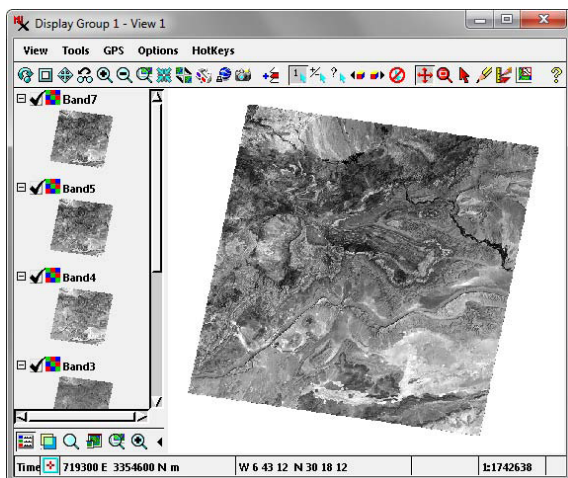 Display Group 1 - View 1
View Tools GPS Options HotKeys
Band7
Band5
Band4
Band3
Time 719300 E 3354600 N m W 6 43 12 N 30 18 12 1:1742638